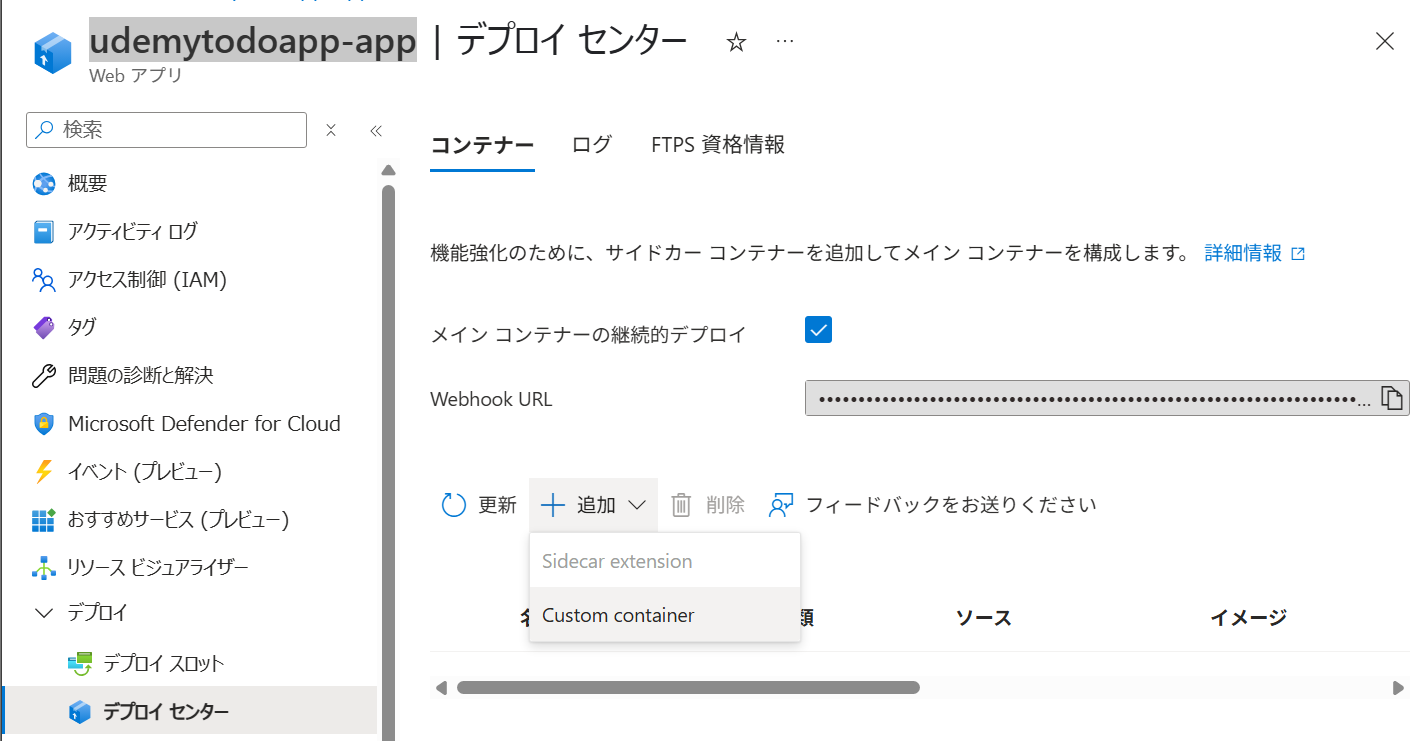 udemytodoapp-app | デプロイ センター ☆ …
Web アプリ
検索
概要
アクティビティ ログ
アクセス制御 (IAM)
タグ
問題の診断と解決
Microsoft Defender for Cloud
イベント (プレビュー)
おすすめサービス (プレビュー)
リソース ビジュアライザー
デプロイ
デプロイ スロット
デプロイ センター
コンテナー ログ FTPS 資格情報
機能強化のために、サイドカー コンテナーを追加してメイン コンテナーを構成します。 詳細情報
メイン コンテナーの継続的デプロイ
Webhook URL ••••••••••••••••••••••••••••••••••••••••••••••••••••••••••••••••••••...
更新 追加 削除 フィードバックをお送りください
Sidecar extension
Custom container
類 ソース イメージ